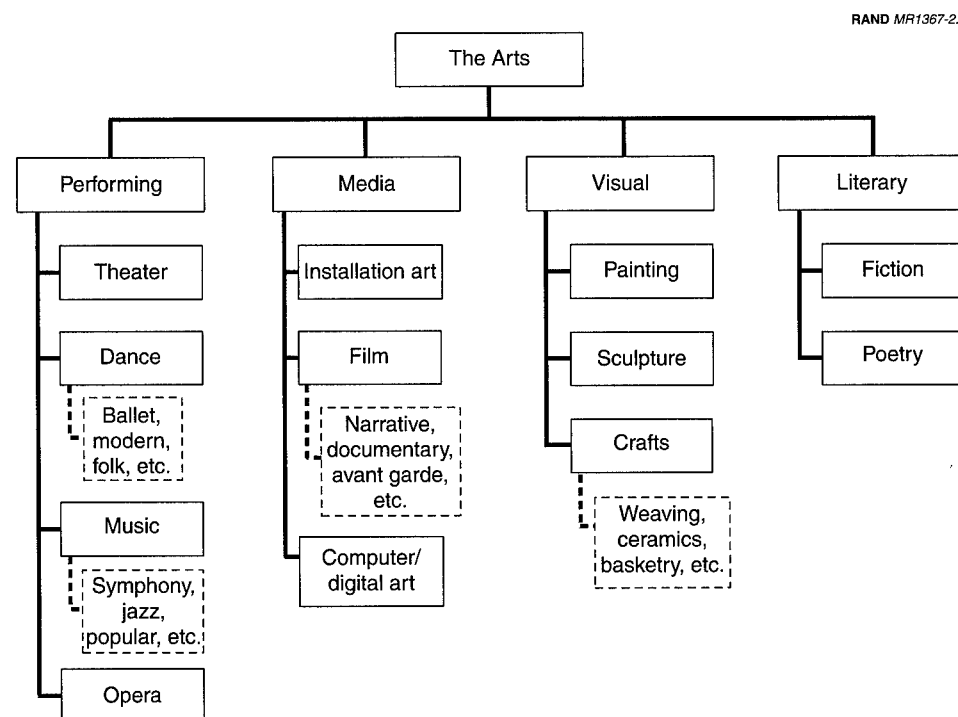 RAND MR1367-2.
The Arts
Performing
Media
Visual
Literary
Theater
Installation art
Painting
Fiction
Dance
Film
Sculpture
Poetry
Ballet,
modern,
folk, etc.
Narrative,
documentary,
avant garde,
etc.
Crafts
Music
Weaving,
ceramics,
basketry, etc.
Computer/
digital art
Symphony,
jazz,
popular, etc.
Opera